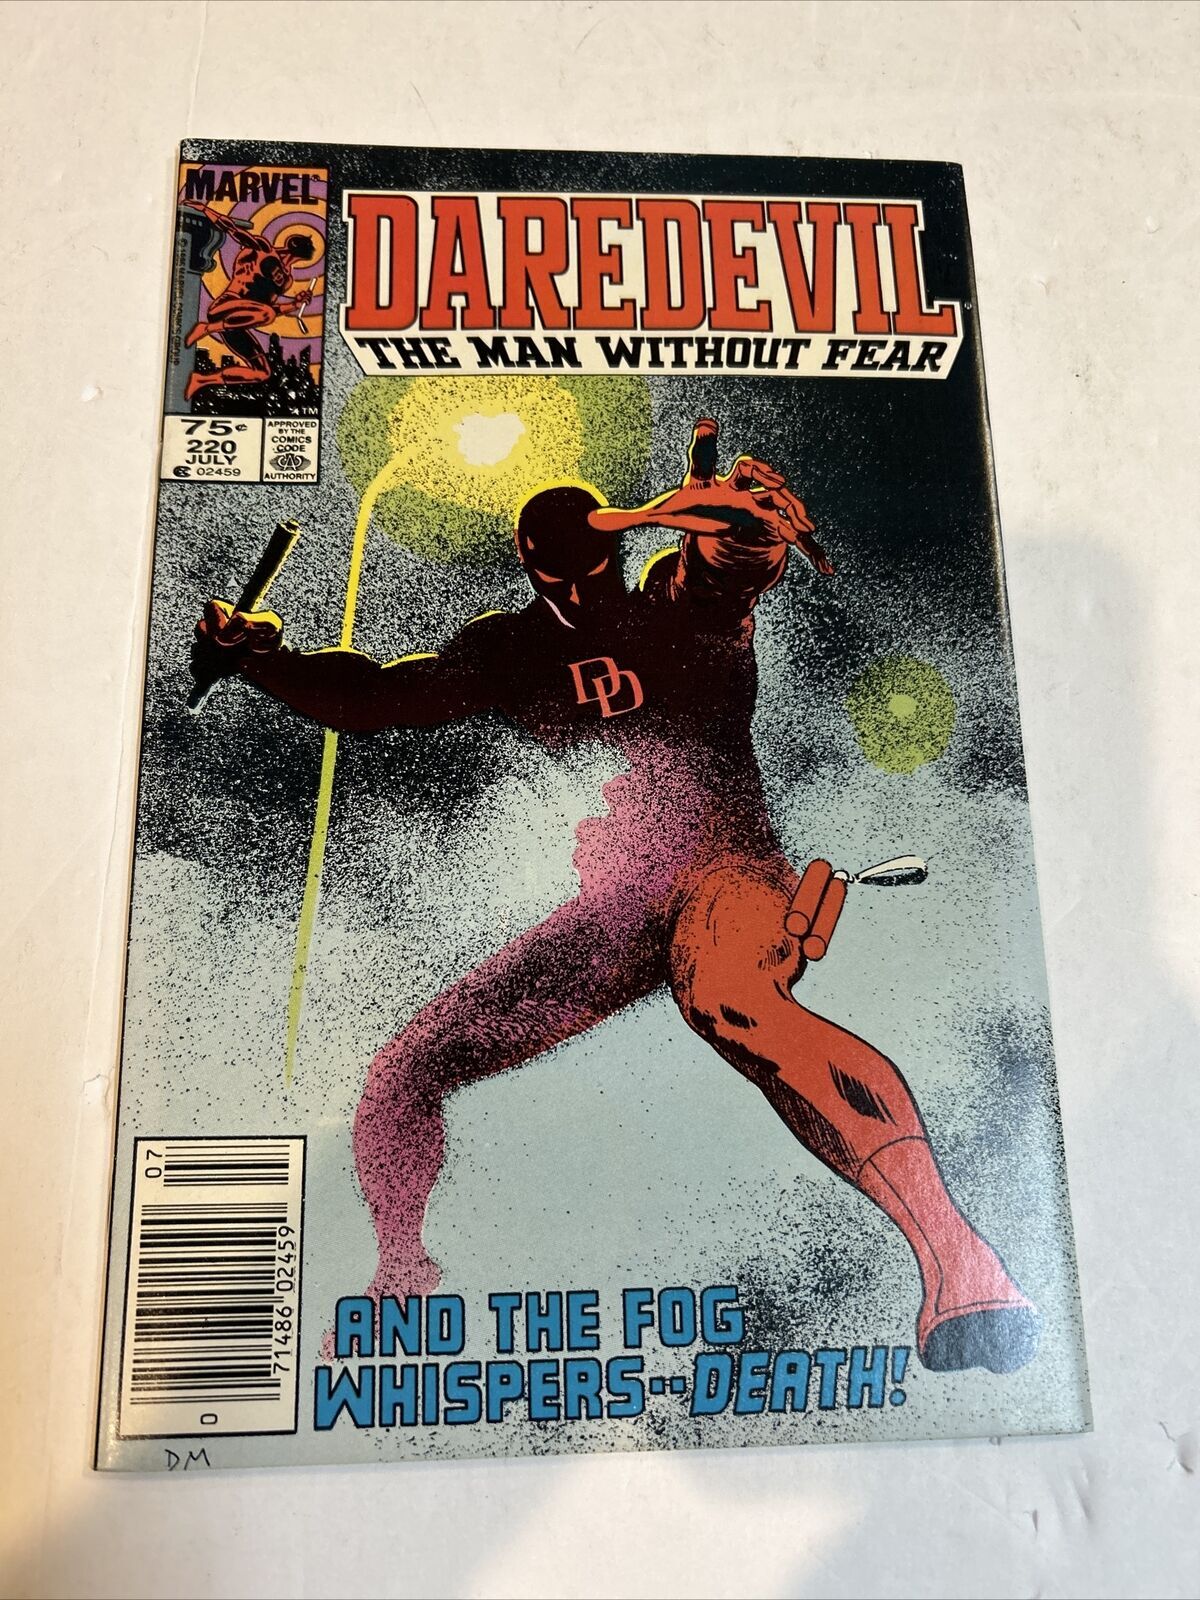 MARVEL®
DAREDEVIL®
THE MAN WITHOUT FEAR
TM
75¢
220
JULY
02459
APPROVED
BY THE
COMICS
CODE
AUTHORITY
DD
07
71486 02459
0
AND THE FOG
WHISPERS--DEATH!
DM